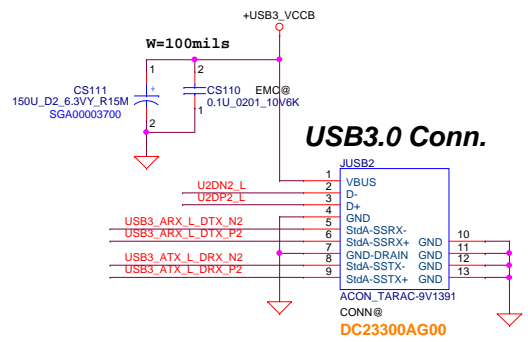 +USB3_VCCB
W=100mils
1
2
CS111
150U_D2_6.3VY_R15M
SGA00003700
+
2
1
CS110
EMC@
0.1U_0201_10V6K
USB3.0 Conn.
JUSB2
1 VBUS
U2DN2_L 2 D-
U2DP2_L 3 D+
4 GND
USB3_ARX_L_DTX_N2 5 StdA-SSRX-
USB3_ARX_L_DTX_P2 6 StdA-SSRX+ GND 10
7 GND-DRAIN GND 11
USB3_ATX_L_DRX_N2 8 StdA-SSTX- GND 12
USB3_ATX_L_DRX_P2 9 StdA-SSTX+ GND 13
ACON_TARAC-9V1391
CONN@
DC23300AG00